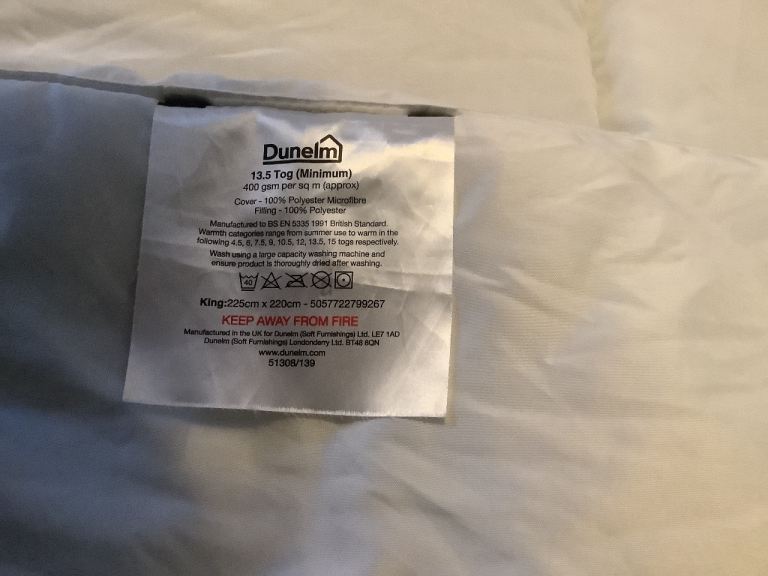 Dunelm
13.5 Tog (Minimum)
400 gsm per sq m (approx)
Cover - 100% Polyester Microfibre
Filling - 100% Polyester
Manufactured to BS EN 5335 1991 British Standard.
Warmth categories range from summer use to warm in the
following 4.5, 6, 7.5, 9, 10.5, 12, 13.5, 15 togs respectively.
Wash using a large capacity washing machine and
ensure product is thoroughly dried after washing.
40
King:225cm x 220cm - 5057722799267
KEEP AWAY FROM FIRE
Manufactured in the UK for Dunelm (Soft Furnishings) Ltd. LE7 1AD
Dunelm (Soft Furnishings) Londonderry Ltd. BT48 8QN
www.dunelm.com
51308/139